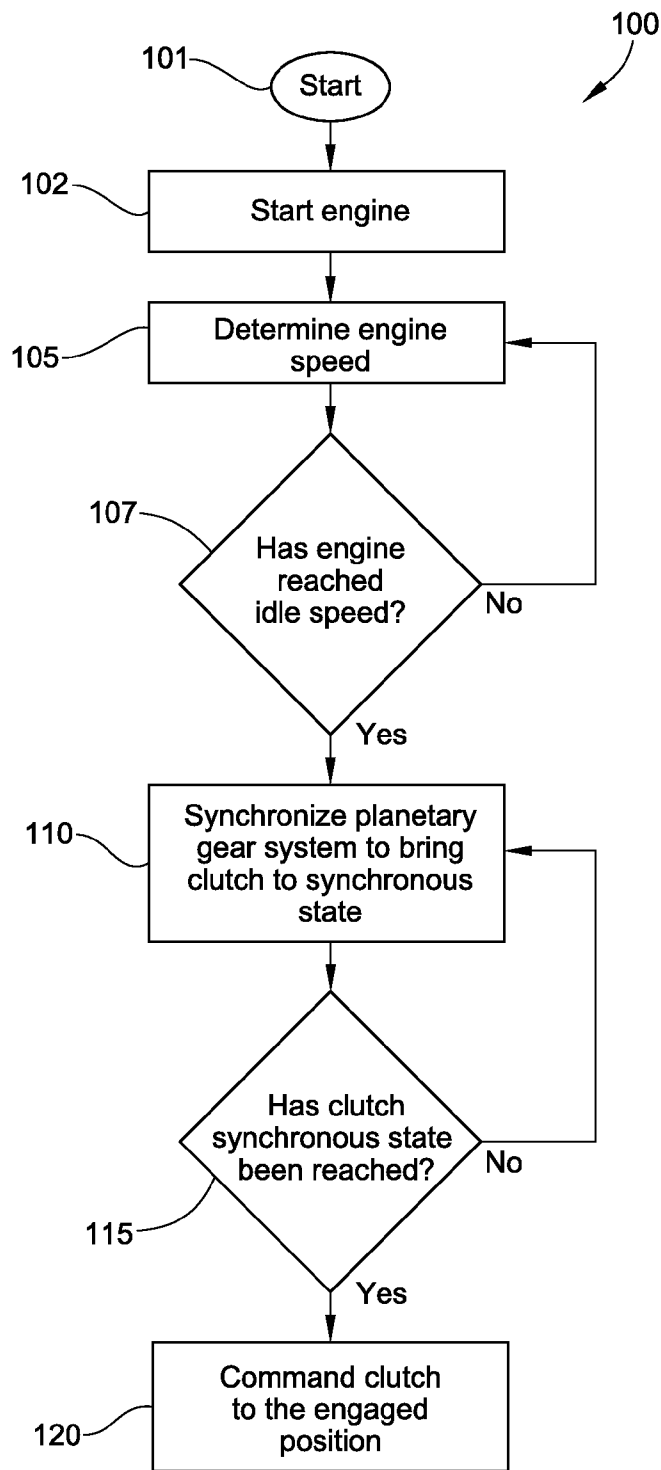 100
101
Start
102
Start engine
105
Determine engine
speed
107
Has engine
reached
idle speed?
No
Yes
110
Synchronize planetary
gear system to bring
clutch to synchronous
state
Has clutch
synchronous state
been reached?
No
115
Yes
Command clutch
to the engaged
position
120